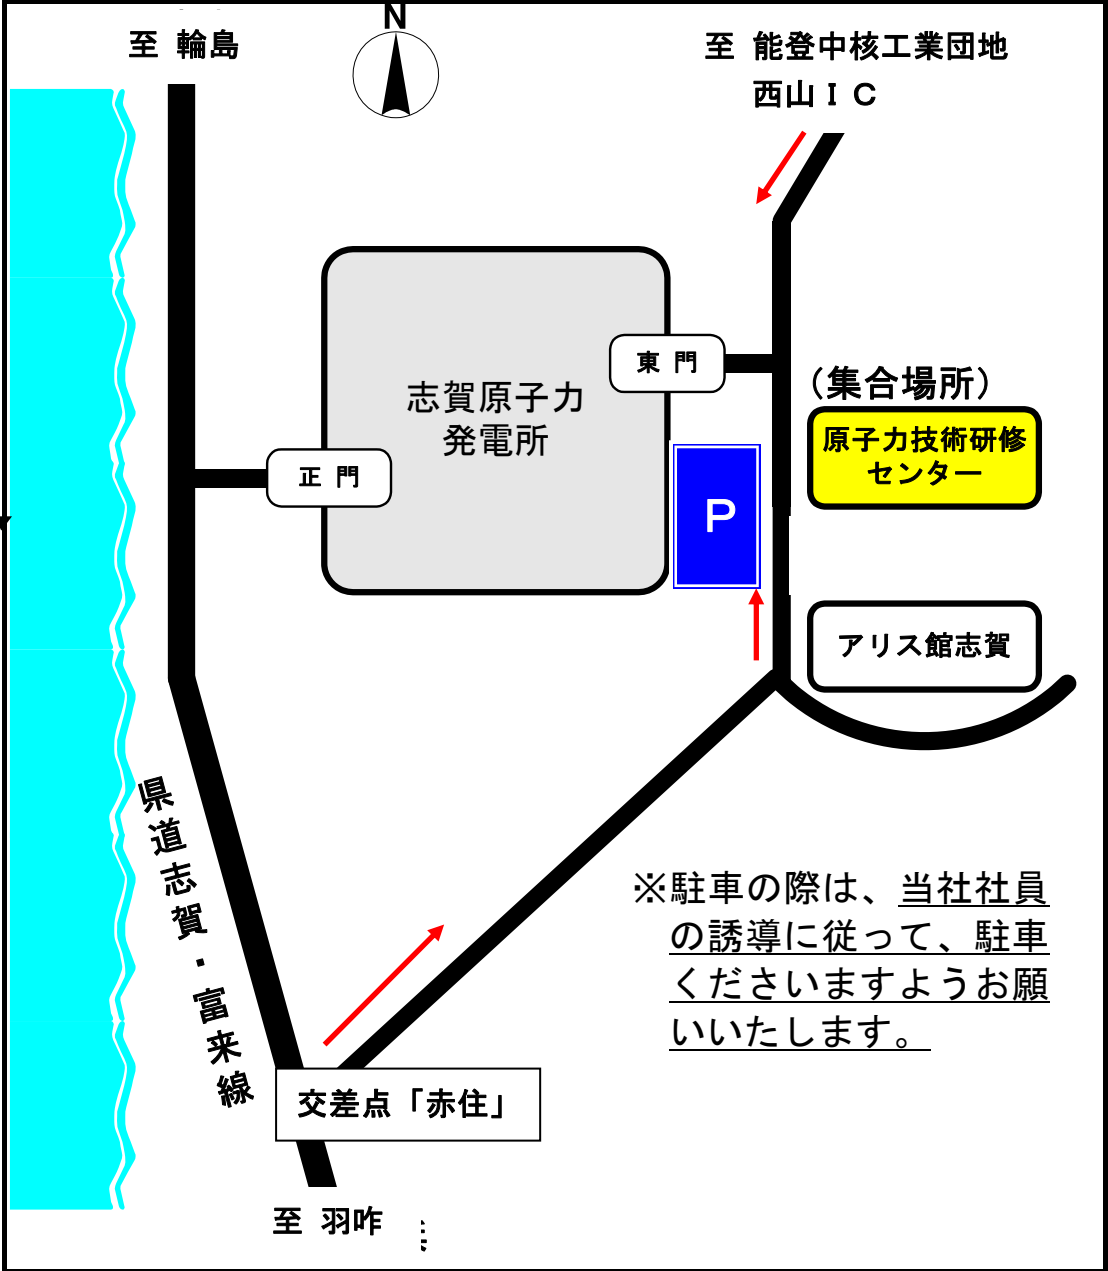 N
至 輪島
至 能登中核工業団地
西山ＩＣ
東 門
(集合場所)
志賀原子力
発電所
原子力技術研修
センター
正 門
P
アリス館志賀
県道志賀・富来線
※駐車の際は、当社社員
の誘導に従って、駐車
くださいますようお願
いいたします。
交差点「赤住」
至 羽咋